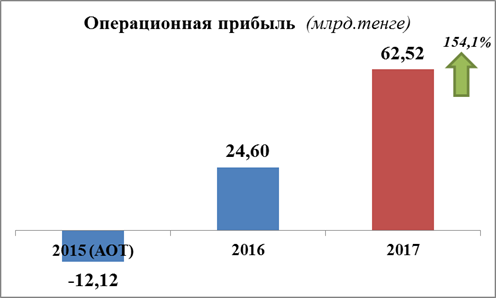 Операционная прибыль (млрд.тенге)
154,1%
62,52
24,60
2015 (АОТ) 2016 2017
-12,12